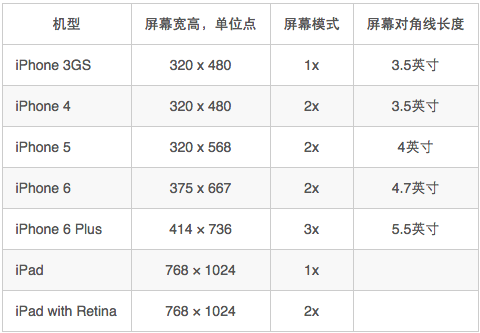 机型 屏幕宽高，单位点 屏幕模式 屏幕对角线长度
iPhone 3GS 320 x 480 1x 3.5英寸
iPhone 4 320 x 480 2x 3.5英寸
iPhone 5 320 x 568 2x 4英寸
iPhone 6 375 x 667 2x 4.7英寸
iPhone 6 Plus 414 × 736 3x 5.5英寸
iPad 768 × 1024 1x
iPad with Retina 768 × 1024 2x